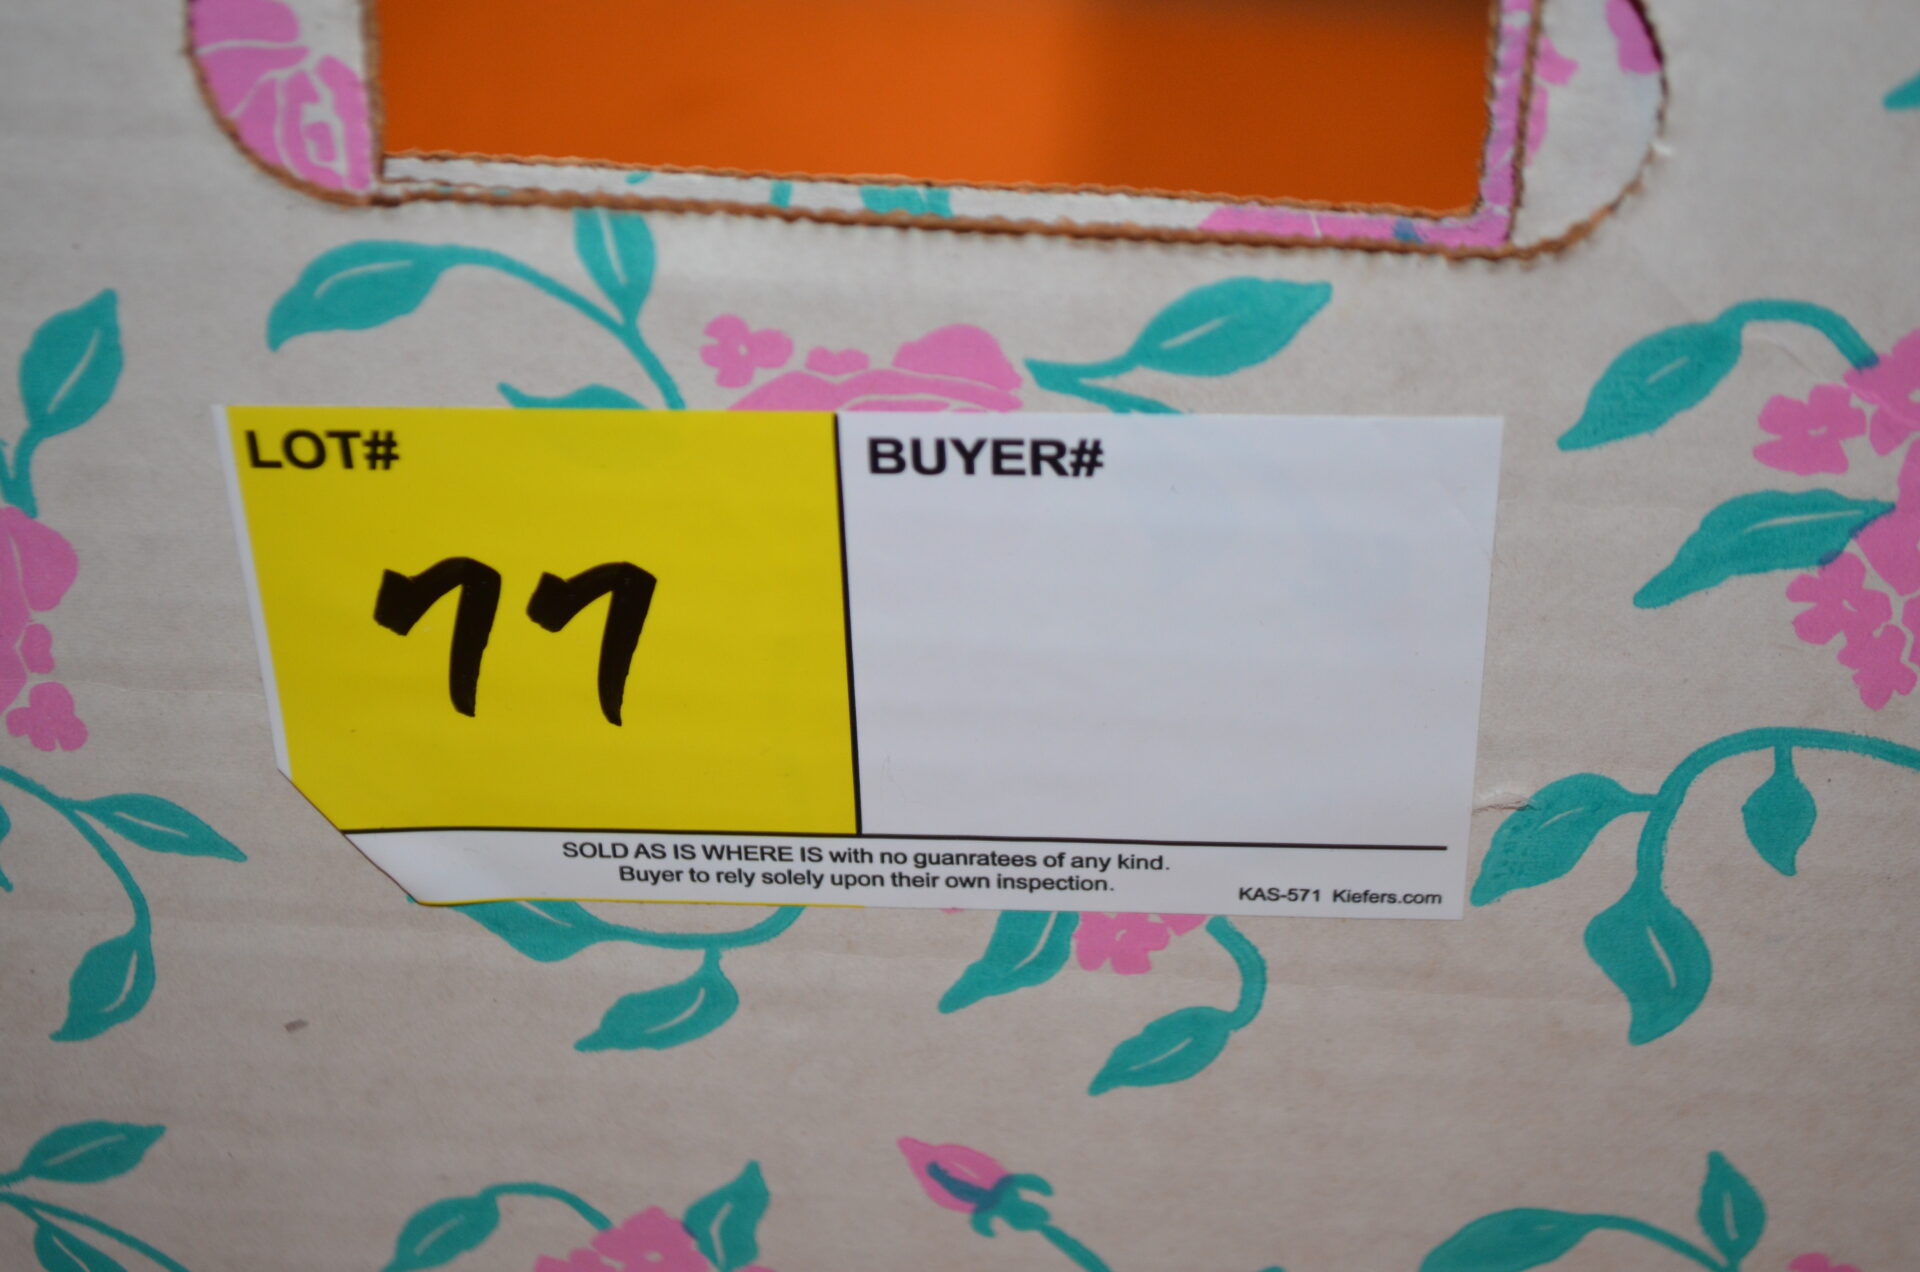 LOT#
BUYER#
77
SOLD AS IS WHERE IS with no guanratees of any kind.
Buyer to rely solely upon their own inspection.
KAS-571 Kiefers.com